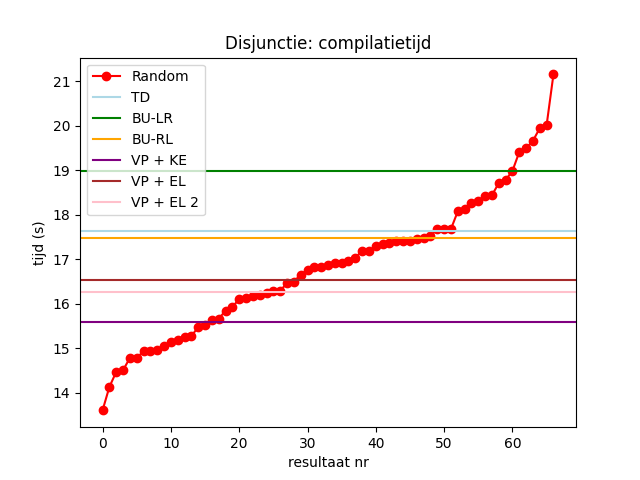 Disjunctie: compilatietijd
tijd (s)
21
20
19
18
17
16
15
14
Random
TD
BU-LR
BU-RL
VP + KE
VP + EL
VP + EL 2
0 10 20 30 40 50 60
resultaat nr